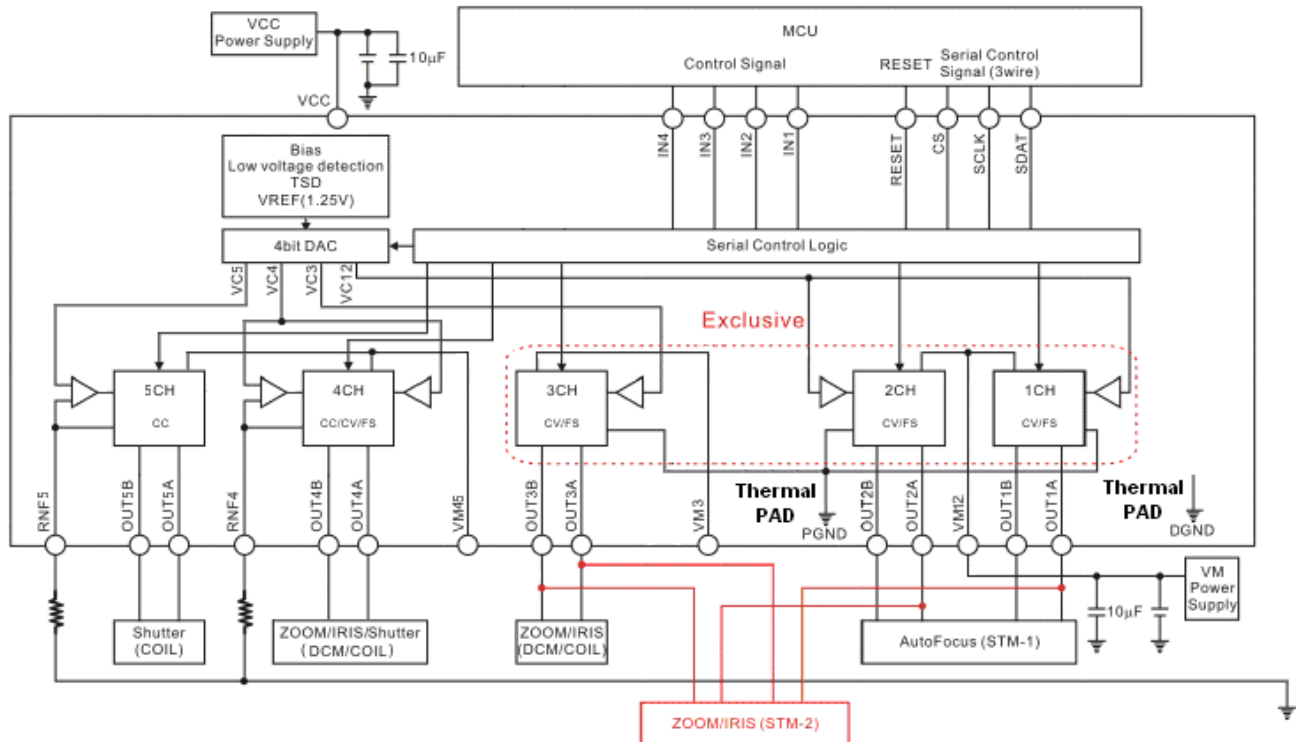 VCC
Power Supply
10μF
VCC
MCU
Control Signal
RESET
Serial Control
Signal (3wire)
IN4
IN3
IN2
IN1
RESET
CS
SCLK
SDAT
Bias
Low voltage detection
TSD
VREF(1.25V)
4bit DAC
Serial Control Logic
VC5
VC4
VC3
VC12
Exclusive
5CH
CC
4CH
CC/CV/FS
3CH
CV/FS
2CH
CV/FS
1CH
CV/FS
RNF5
OUT5B
OUT5A
RNF4
OUT4B
OUT4A
VM45
OUT3B
OUT3A
VM3
Thermal
PAD
PGND
OUT2B
OUT2A
VM12
OUT1B
OUT1A
Thermal
PAD
DGND
VM
Power
Supply
10μF
Shutter
(COIL)
ZOOM/IRIS/Shutter
(DCM/COIL)
ZOOM/IRIS
(DCM/COIL)
AutoFocus (STM-1)
ZOOM/IRIS (STM-2)